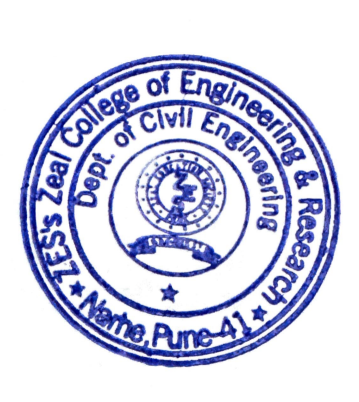 ZES's Zeal College of Engineering & Research
Narhe, Pune-41
Dept. of Civil Engineering